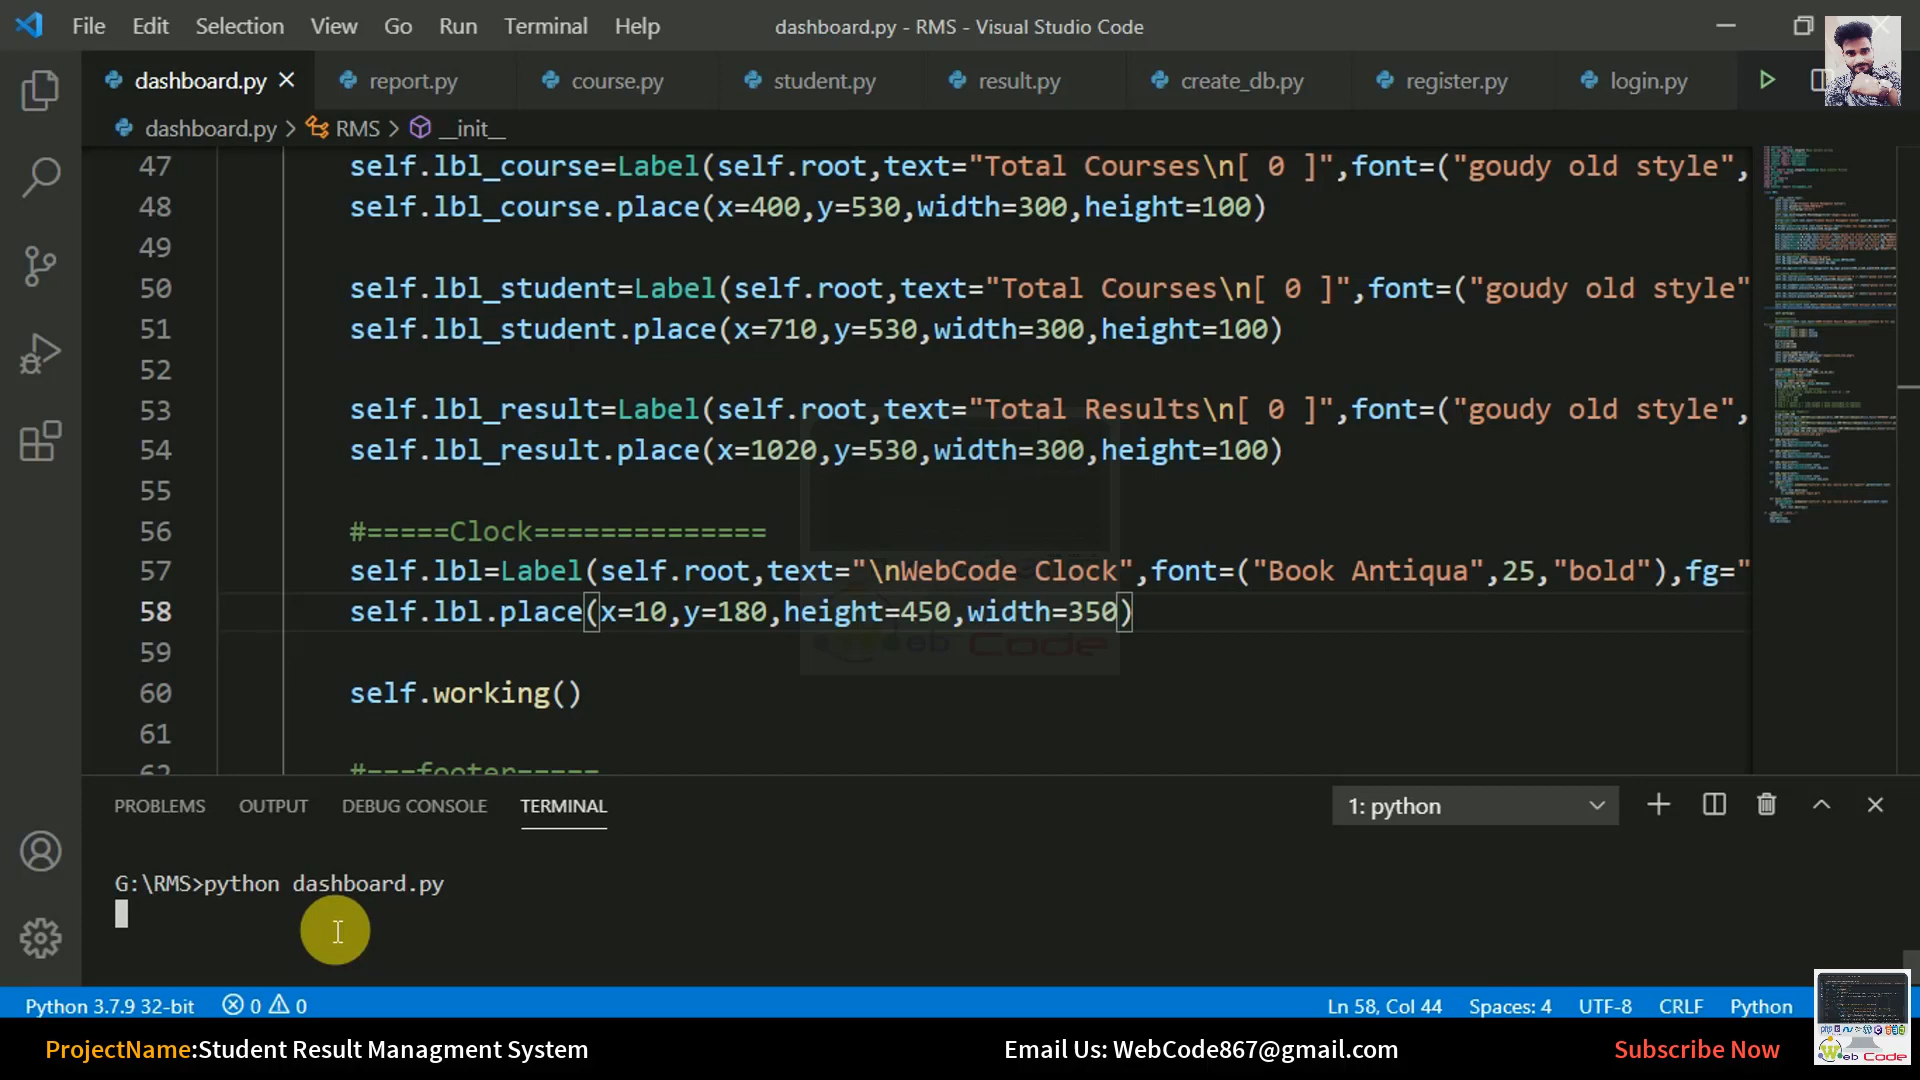 File Edit Selection View Go Run Terminal Help dashboard.py - RMS - Visual Studio Code
dashboard.py report.py course.py student.py result.py create_db.py register.py login.py
dashboard.py > RMS > __init__
47 self.lbl_course=Label(self.root,text="Total Courses\n[ 0 ]",font=("goudy old style",
48 self.lbl_course.place(x=400,y=530,width=300,height=100)
49
50 self.lbl_student=Label(self.root,text="Total Courses\n[ 0 ]",font=("goudy old style"
51 self.lbl_student.place(x=710,y=530,width=300,height=100)
52
53 self.lbl_result=Label(self.root,text="Total Results\n[ 0 ]",font=("goudy old style",
54 self.lbl_result.place(x=1020,y=530,width=300,height=100)
55
56 #=====Clock==============
57 self.lbl=Label(self.root,text="\nWebCode Clock",font=("Book Antiqua",25,"bold"),fg="
58 self.lbl.place(x=10,y=180,height=450,width=350)
Web Code
59
60 self.working()
61
62 #===footer=====
PROBLEMS OUTPUT DEBUG CONSOLE TERMINAL 1: python
G:\RMS>python dashboard.py
Python 3.7.9 32-bit 0 0 Ln 58, Col 44 Spaces: 4 UTF-8 CRLF Python
ProjectName:Student Result Managment System Email Us: WebCode867@gmail.com Subscribe Now
Web Code